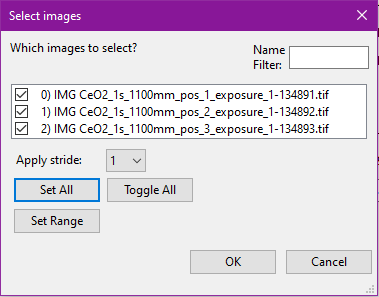 Select images
Which images to select?
Name
Filter:
0) IMG CeO2_1s_1100mm_pos_1_exposure_1-134891.tif
1) IMG CeO2_1s_1100mm_pos_2_exposure_1-134892.tif
2) IMG CeO2_1s_1100mm_pos_3_exposure_1-134893.tif
Apply stride: 1
Set All Toggle All
Set Range
OK Cancel